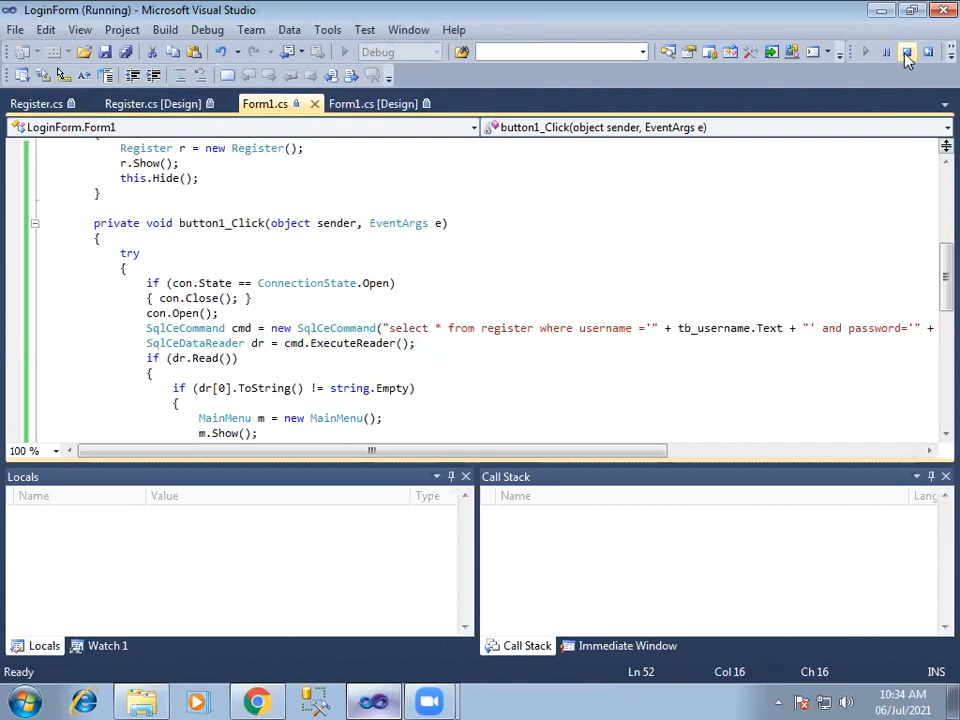 LoginForm (Running) - Microsoft Visual Studio
File Edit View Project Build Debug Team Data Tools Test Window Help
Debug
Register.cs Register.cs [Design] Form1.cs Form1.cs [Design]
LoginForm.Form1 button1_Click(object sender, EventArgs e)
Register r = new Register();
r.Show();
this.Hide();
}
private void button1_Click(object sender, EventArgs e)
{
try
{
if (con.State == ConnectionState.Open)
{ con.Close(); }
con.Open();
SqlCeCommand cmd = new SqlCeCommand("select * from register where username ='" + tb_username.Text + "' and password='" +
SqlCeDataReader dr = cmd.ExecuteReader();
if (dr.Read())
{
if (dr[0].ToString() != string.Empty)
{
MainMenu m = new MainMenu();
m.Show();
100 %
Locals Call Stack
Name Value Type Name Lang
Locals Watch 1 Call Stack Immediate Window
Ready Ln 52 Col 16 Ch 16 INS
10:34 AM
06/Jul/2021